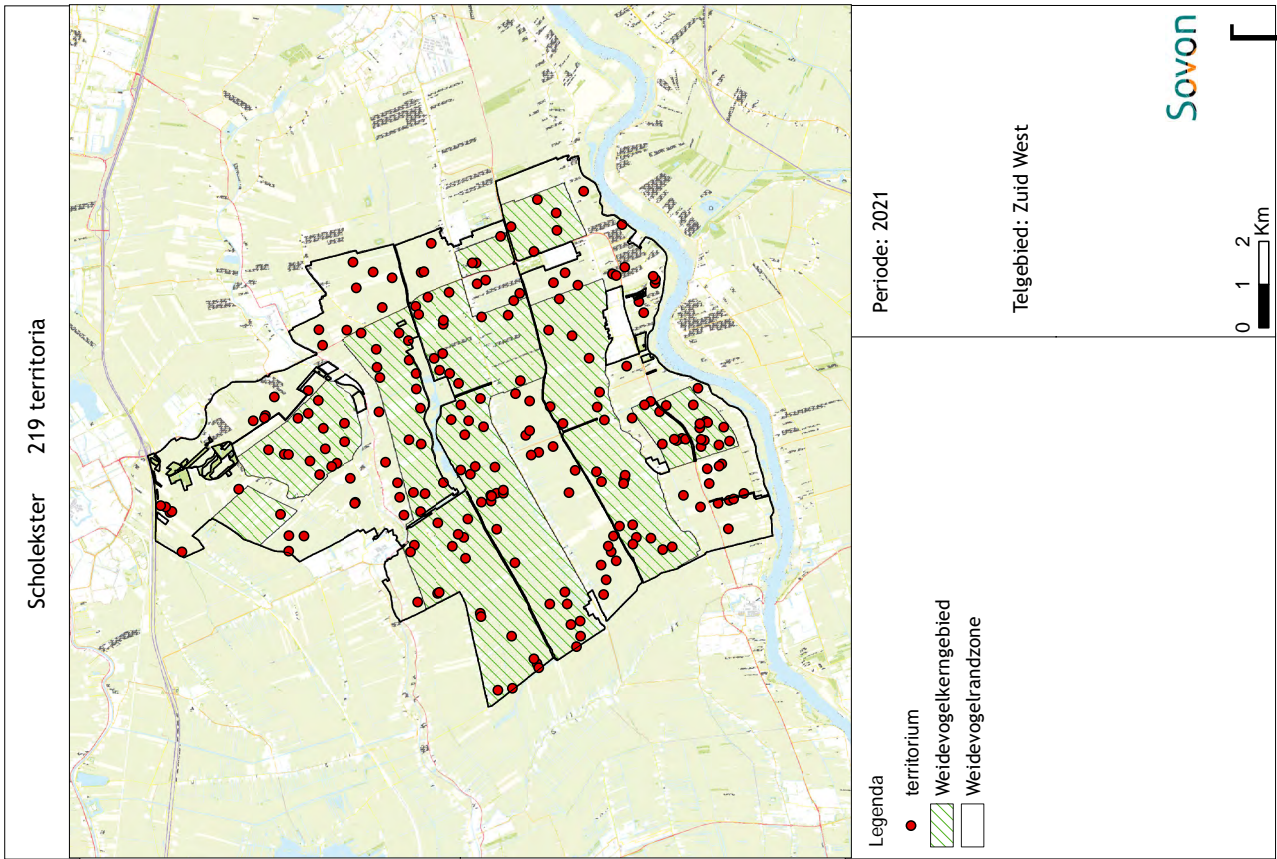 Scholekster 219 territoria
Legenda
territorium
Weidevogelkerngebied
Weidevogelrandzone
Periode: 2021
Telgebied: Zuid West
0 1 2
Km
Sovon